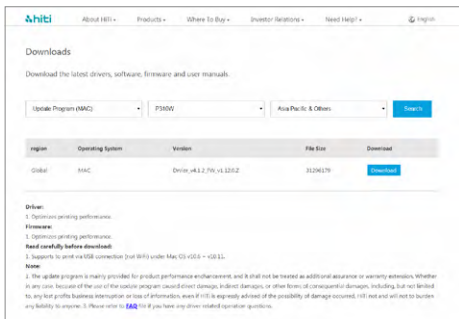 hiti
About HiTi
Products
Where To Buy
Investor Relations
Need Help?
English
Downloads
Download the latest drivers, software, firmware and user manuals.
Update Program (MAC)
P310W
Asia Pacific & Others
Search
region Operating System Version File Size Download
Global MAC Driver_v4.1.2_FW_v1.12.0.Z 31206179 Download
Driver:
1. Optimizes printing performance.
Firmware:
1. Optimizes printing performance.
Read carefully before download:
1. Supports to print via USB connection (not WiFi) under Mac OS v10.6 ~ v10.11.
Note:
1. The update program is mainly provided for product performance enchancement, and it shall not be treated as additional assurance or warranty extension. Whether
in any case, because of the use of the update program caused direct damage, indirect damages, or other forms of consequential damages, including, but not limited
to, any lost profits business interruption or loss of information, even if HiTi is expressly advised of the possibility of damage occurred. HiTi not and will not to burden
any liability to anyone. 2. Please refer to FAQ file if you have any driver-related operation questions.